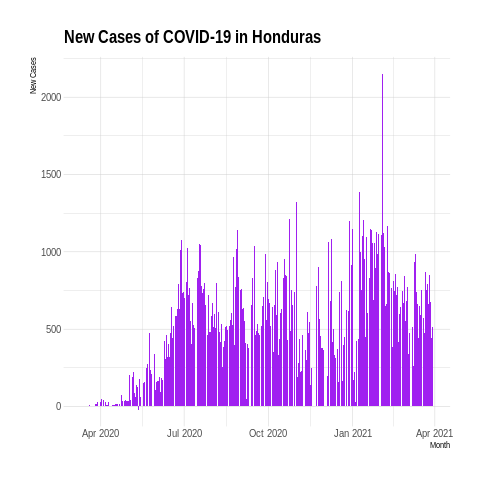 New Cases of COVID-19 in Honduras
New Cases
2000
1500
1000
500
0
Apr 2020 Jul 2020 Oct 2020 Jan 2021 Apr 2021
Month